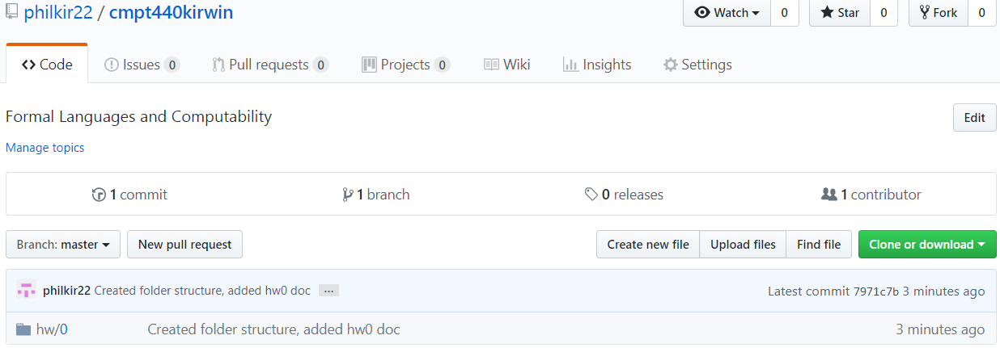 philkir22 / cmpt440kirwin Watch 0 Star 0 Fork 0
Code Issues 0 Pull requests 0 Projects 0 Wiki Insights Settings
Formal Languages and Computability Edit
Manage topics
1 commit 1 branch 0 releases 1 contributor
Branch: master New pull request Create new file Upload files Find file Clone or download
philkir22 Created folder structure, added hw0 doc ... Latest commit 7971c7b 3 minutes ago
hw/0 Created folder structure, added hw0 doc 3 minutes ago